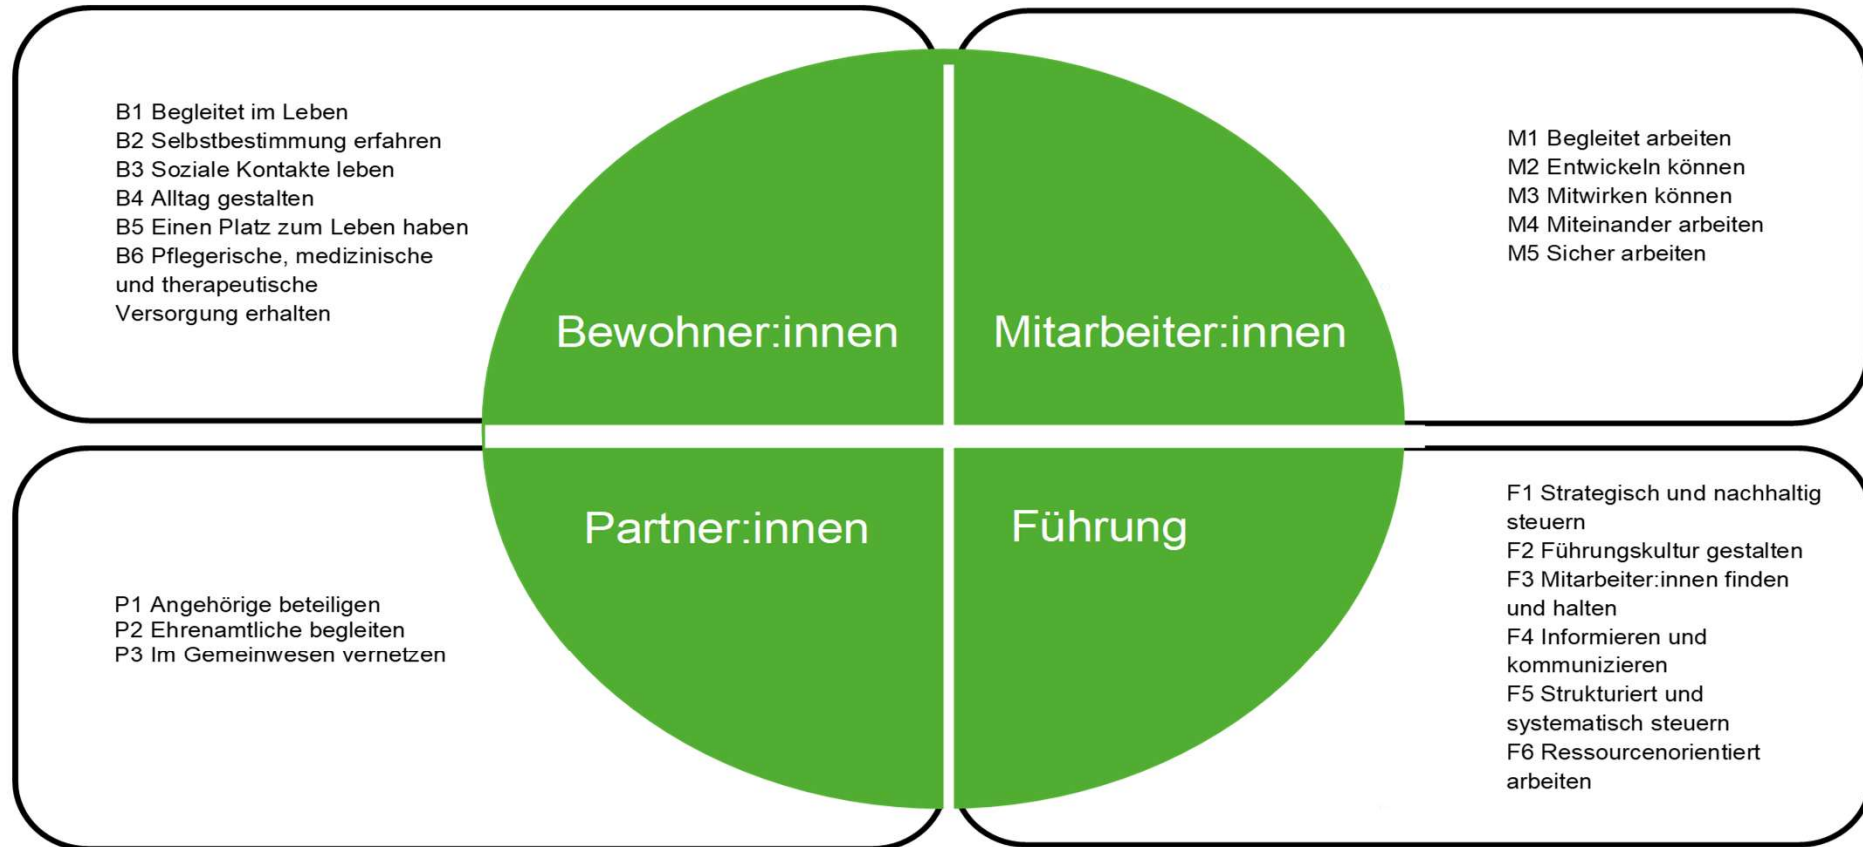 B1 Begleitet im Leben
B2 Selbstbestimmung erfahren
B3 Soziale Kontakte leben
B4 Alltag gestalten
B5 Einen Platz zum Leben haben
B6 Pflegerische, medizinische
und therapeutische
Versorgung erhalten
Bewohner:innen
M1 Begleitet arbeiten
M2 Entwickeln können
M3 Mitwirken können
M4 Miteinander arbeiten
M5 Sicher arbeiten
Mitarbeiter:innen
P1 Angehörige beteiligen
P2 Ehrenamtliche begleiten
P3 Im Gemeinwesen vernetzen
Partner:innen
Führung
F1 Strategisch und nachhaltig
steuern
F2 Führungskultur gestalten
F3 Mitarbeiter:innen finden
und halten
F4 Informieren und
kommunizieren
F5 Strukturiert und
systematisch steuern
F6 Ressourcenorientiert
arbeiten